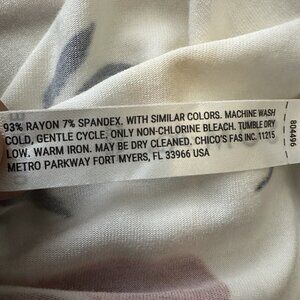 93% RAYON 7% SPANDEX. WITH SIMILAR COLORS. MACHINE WASH
COLD, GENTLE CYCLE, ONLY NON-CHLORINE BLEACH. TUMBLE DRY
LOW. WARM IRON. MAY BE DRY CLEANED. CHICO'S FAS INC. 11215
METRO PARKWAY FORT MYERS, FL 33966 USA
804496